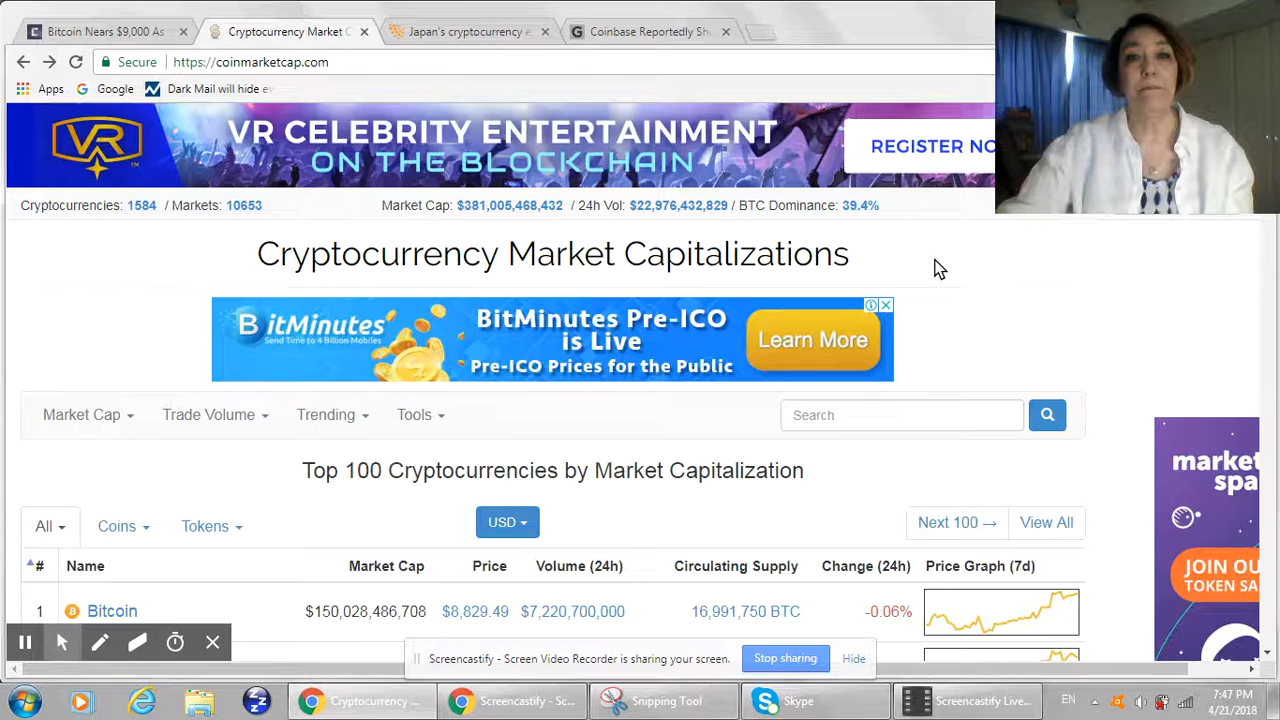 Bitcoin Nears $9,000 As
Cryptocurrency Market C
Japan's cryptocurrency e
Coinbase Reportedly Sh
Secure
https://coinmarketcap.com
Apps
Google
Dark Mail will hide e
VR
VR CELEBRITY ENTERTAINMENT
ON THE BLOCKCHAIN
REGISTER NO
Cryptocurrencies: 1584 / Markets: 10653
Market Cap: $381,005,468,432 / 24h Vol: $22,976,432,829 / BTC Dominance: 39.4%
Cryptocurrency Market Capitalizations
BitMinutes
Send Time to 4 Billion Mobiles
BitMinutes Pre-ICO
is Live
Pre-ICO Prices for the Public
Learn More
Market Cap
Trade Volume
Trending
Tools
Search
Top 100 Cryptocurrencies by Market Capitalization
All
Coins
Tokens
USD
Next 100 →
View All
# Name Market Cap Price Volume (24h) Circulating Supply Change (24h) Price Graph (7d)
1 Bitcoin $150,028,486,708 $8,829.49 $7,220,700,000 16,991,750 BTC -0.06%
market
spa
JOIN OU
TOKEN SA
Screencastify - Screen Video Recorder is sharing your screen.
Stop sharing
Hide
Cryptocurrency ...
Screencastify - Sc...
Snipping Tool
Skype
Screencastify Live...
EN
7:47 PM
4/21/2018